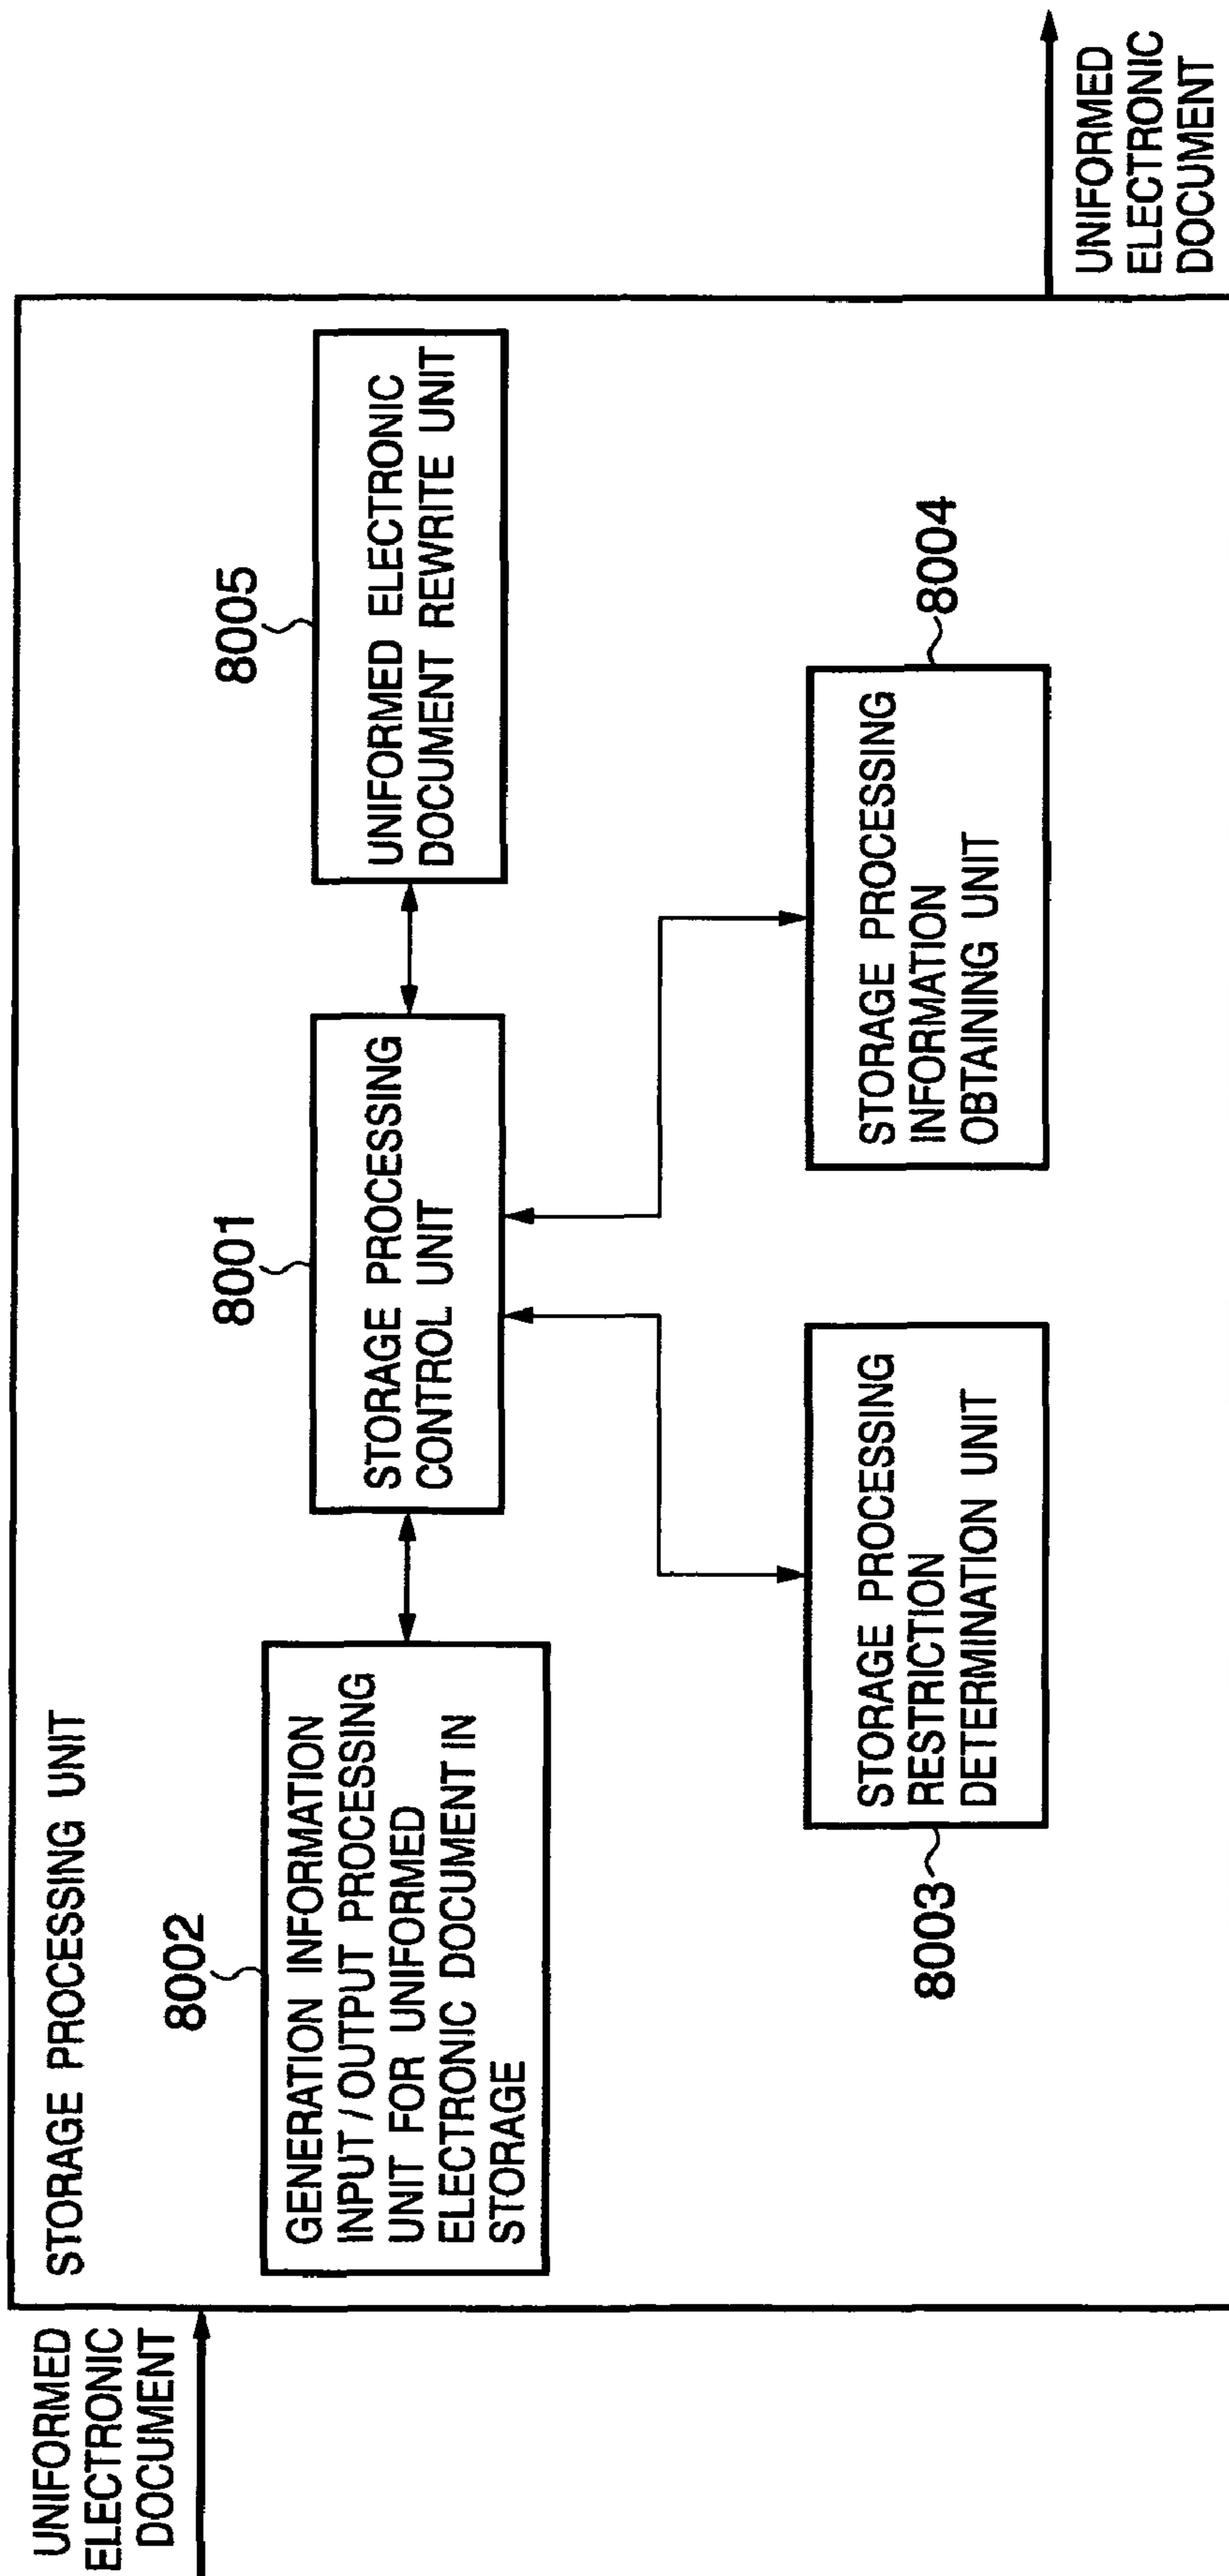 UNIFORMED
ELECTRONIC
DOCUMENT
STORAGE PROCESSING UNIT
8002
GENERATION INFORMATION
INPUT / OUTPUT PROCESSING
UNIT FOR UNIFORMED
ELECTRONIC DOCUMENT IN
STORAGE
8001
STORAGE PROCESSING
CONTROL UNIT
8005
UNIFORMED ELECTRONIC
DOCUMENT REWRITE UNIT
8003
STORAGE PROCESSING
RESTRICTION
DETERMINATION UNIT
8004
STORAGE PROCESSING
INFORMATION
OBTAINING UNIT
UNIFORMED
ELECTRONIC
DOCUMENT